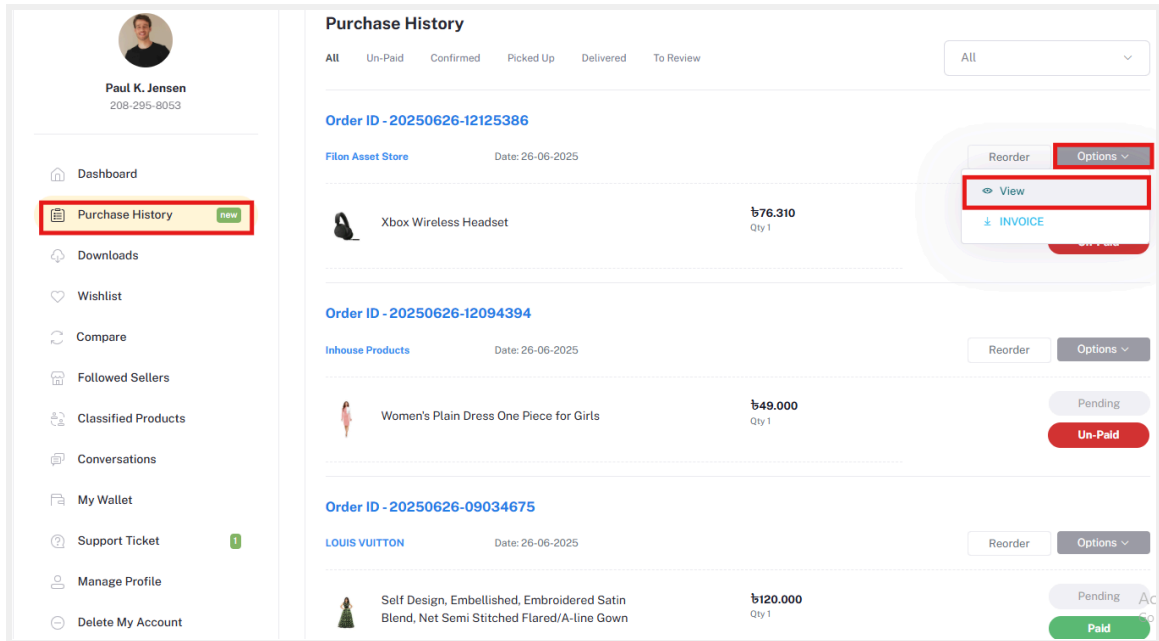 Purchase History
All Un-Paid Confirmed Picked Up Delivered To Review
All
Paul K. Jensen
208-295-8053
Dashboard
Purchase History new
Downloads
Wishlist
Compare
Followed Sellers
Classified Products
Conversations
My Wallet
Support Ticket 1
Manage Profile
Delete My Account
Order ID - 20250626-12125386
Filon Asset Store Date: 26-06-2025 Reorder Options
View
INVOICE
Xbox Wireless Headset ৳76.310
Qty 1
Un-Paid
Order ID - 20250626-12094394
Inhouse Products Date: 26-06-2025 Reorder Options
Women's Plain Dress One Piece for Girls ৳49.000
Qty 1
Pending
Un-Paid
Order ID - 20250626-09034675
LOUIS VUITTON Date: 26-06-2025 Reorder Options
Self Design, Embellished, Embroidered Satin ৳120.000
Blend, Net Semi Stitched Flared/A-line Gown Qty 1
Pending
Paid